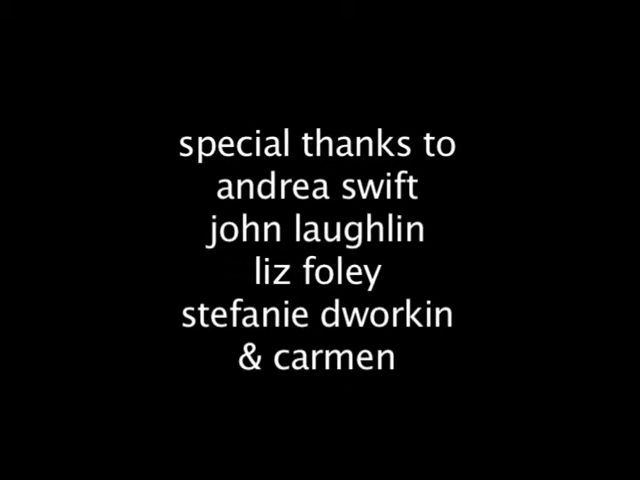 special thanks to
andrea swift
john laughlin
liz foley
stefanie dworkin
& carmen